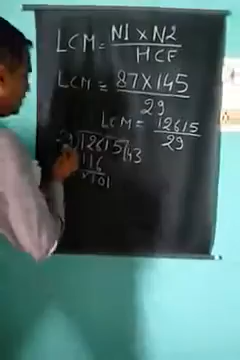 LCM = N1 × N2
HCF
LCM = 87 × 145
29
LCM = 12615
29
29)12615(43
116
×101